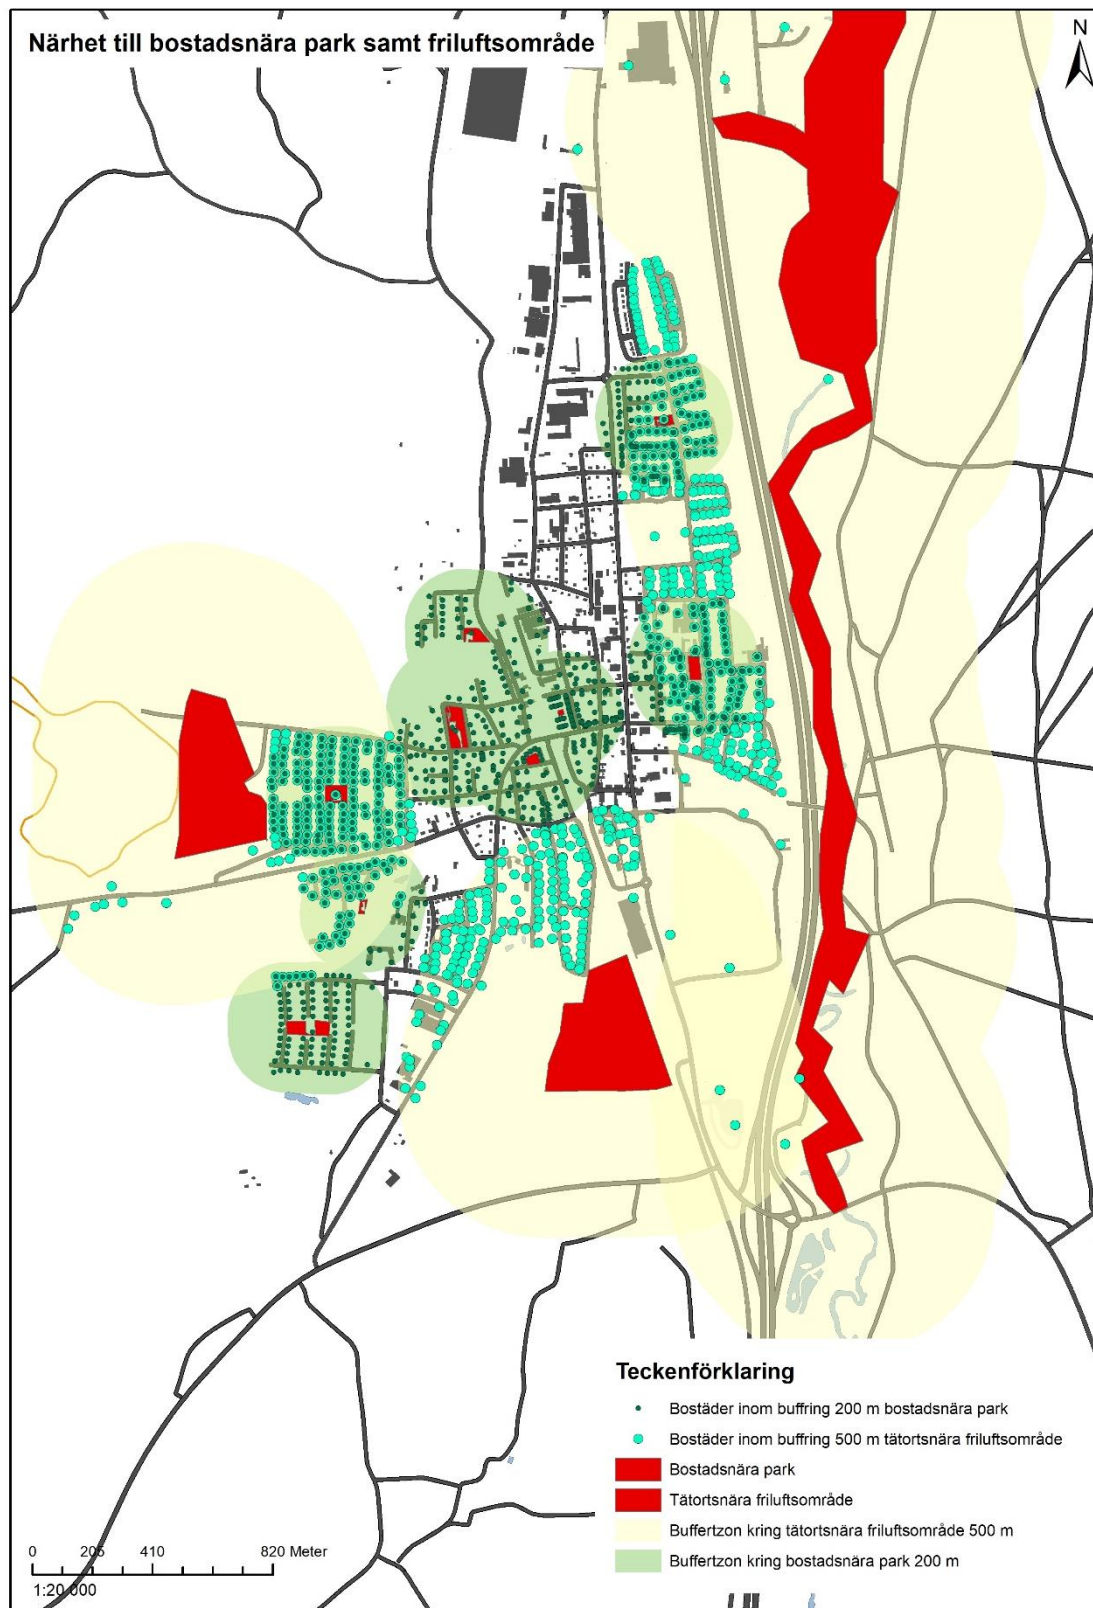 Närhet till bostadsnära park samt friluftsområde
N
Teckenförklaring
Bostäder inom buffring 200 m bostadsnära park
Bostäder inom buffring 500 m tätortsnära friluftsområde
Bostadsnära park
Tätortsnära friluftsområde
Buffertzon kring tätortsnära friluftsområde 500 m
Buffertzon kring bostadsnära park 200 m
0 205 410 820 Meter
1:20 000